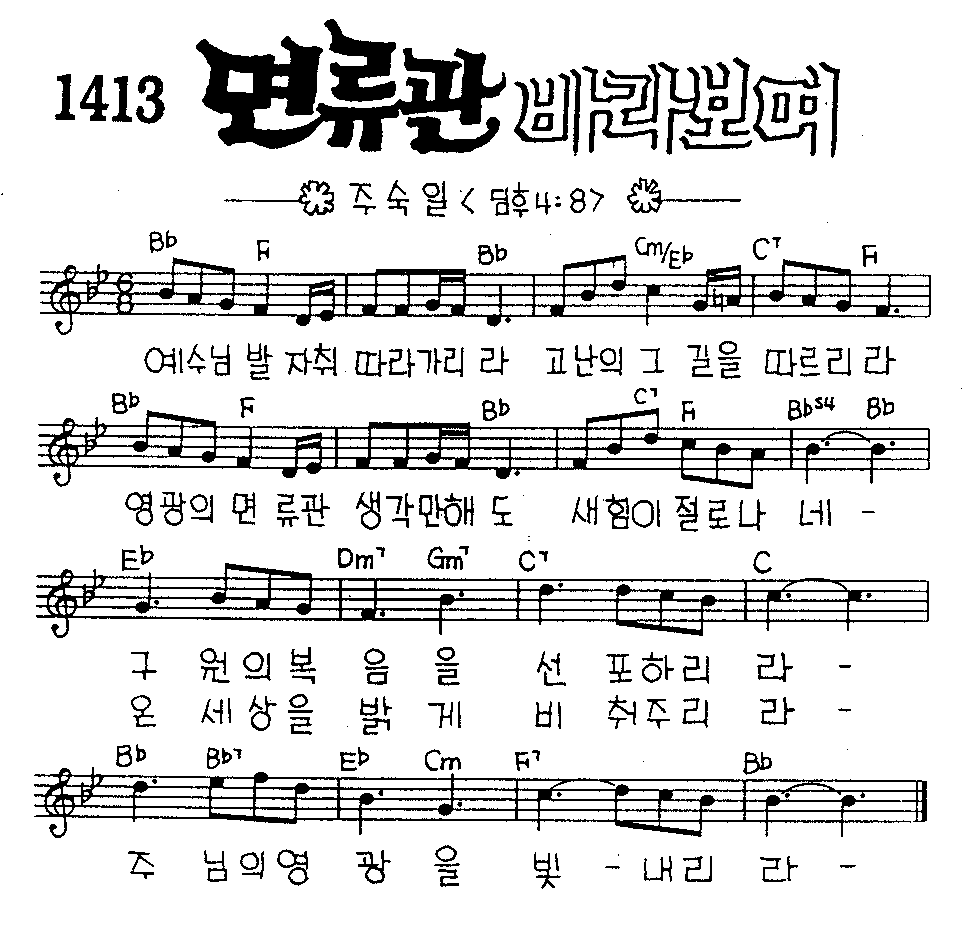 1413 면류관 바라보며
주숙일 <딤후4:8>
Bb F Bb Cm/Eb C7 F
예수님 발 자취 따라가리 라 고난의 그 길을 따르리 라
Bb F Bb C7 F Bbs4 Bb
영광의 면 류관 생각만해 도 새힘이 절로나 네 -
Eb Dm7 Gm7 C7 C
구 원의복 음 을 선 포하리 라 -
온 세상을 밝 게 비 춰주리 라 -
Bb Bb7 Eb Cm F7 Bb
주 님의영 광 을 빛 - 내리 라 -